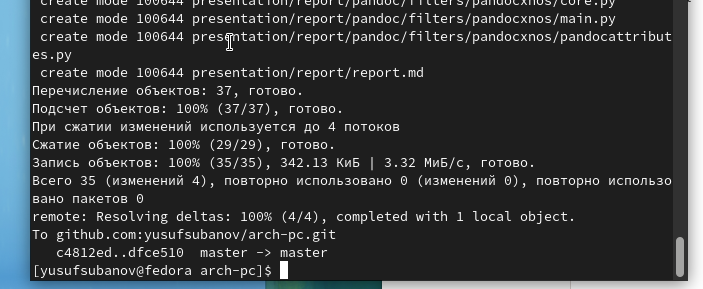 create mode 100644 presentation/report/pandoc/filters/pandocxnos/core.py
create mode 100644 presentation/report/pandoc/filters/pandocxnos/main.py
create mode 100644 presentation/report/pandoc/filters/pandocxnos/pandocattribut
es.py
create mode 100644 presentation/report/report.md
Перечисление объектов: 37, готово.
Подсчет объектов: 100% (37/37), готово.
При сжатии изменений используется до 4 потоков
Сжатие объектов: 100% (29/29), готово.
Запись объектов: 100% (35/35), 342.13 КиБ | 3.32 МиБ/с, готово.
Всего 35 (изменений 4), повторно использовано 0 (изменений 0), повторно использо
вано пакетов 0
remote: Resolving deltas: 100% (4/4), completed with 1 local object.
To github.com:yusufsubanov/arch-pc.git
c4812ed..dfce510  master -> master
[yusufsubanov@fedora arch-pc]$